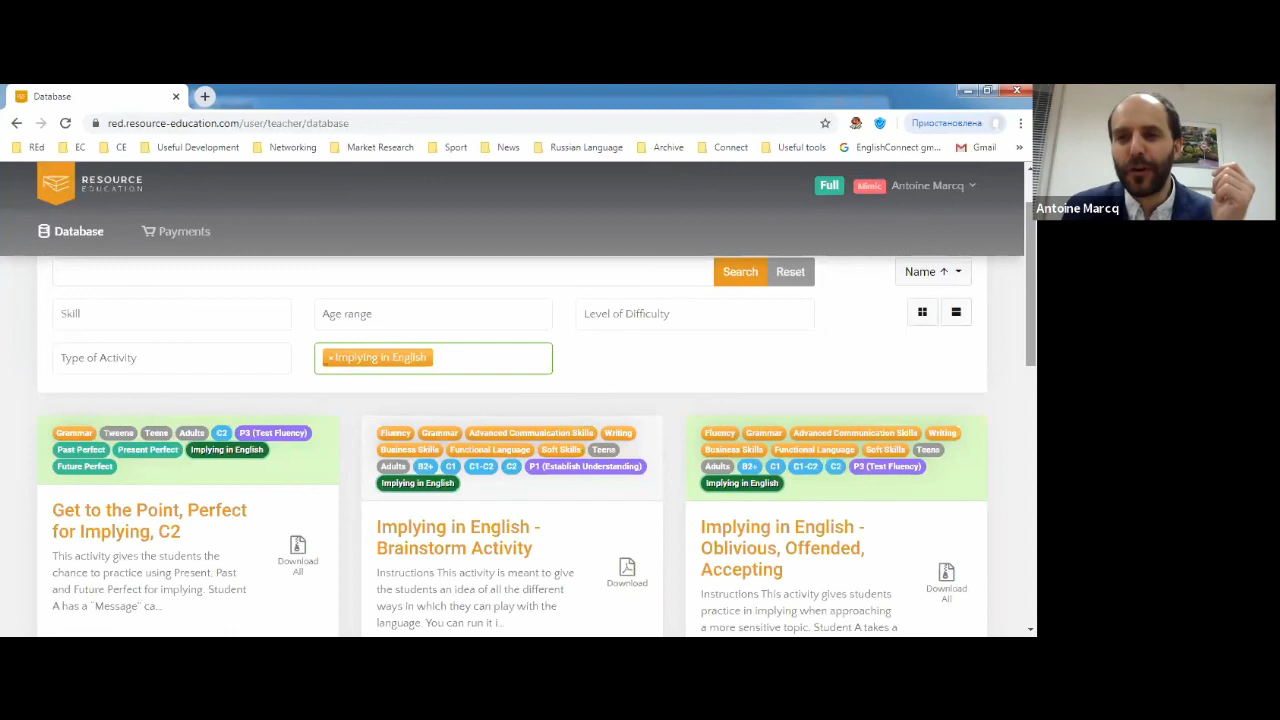 Database
red.resource-education.com/user/teacher/database
Приостановлена
REd EC CE Useful Development Networking Market Research Sport News Russian Language Archive Connect Useful tools EnglishConnect gm... Gmail »
RESOURCE
EDUCATION
Full Mimic Antoine Marcq
Database Payments
Search Reset Name
Skill Age range Level of Difficulty
Type of Activity × Implying in English
Grammar Tweens Teens Adults C2 P3 (Test Fluency)
Past Perfect Present Perfect Implying in English
Future Perfect
Get to the Point, Perfect
for Implying, C2
This activity gives the students the
chance to practice using Present, Past
and Future Perfect for implying. Student
A has a "Message" ca...
Download
All
Fluency Grammar Advanced Communication Skills Writing
Business Skills Functional Language Soft Skills Teens
Adults B2+ C1 C1-C2 C2 P1 (Establish Understanding)
Implying in English
Implying in English -
Brainstorm Activity
Instructions This activity is meant to give
the students an idea of all the different
ways in which they can play with the
language. You can run it i...
Download
Fluency Grammar Advanced Communication Skills Writing
Business Skills Functional Language Soft Skills Teens
Adults B2+ C1 C1-C2 C2 P3 (Test Fluency)
Implying in English
Implying in English -
Oblivious, Offended,
Accepting
Instructions This activity gives students
practice in implying when approaching
a more sensitive topic. Student A takes a
Download
All
Antoine Marcq